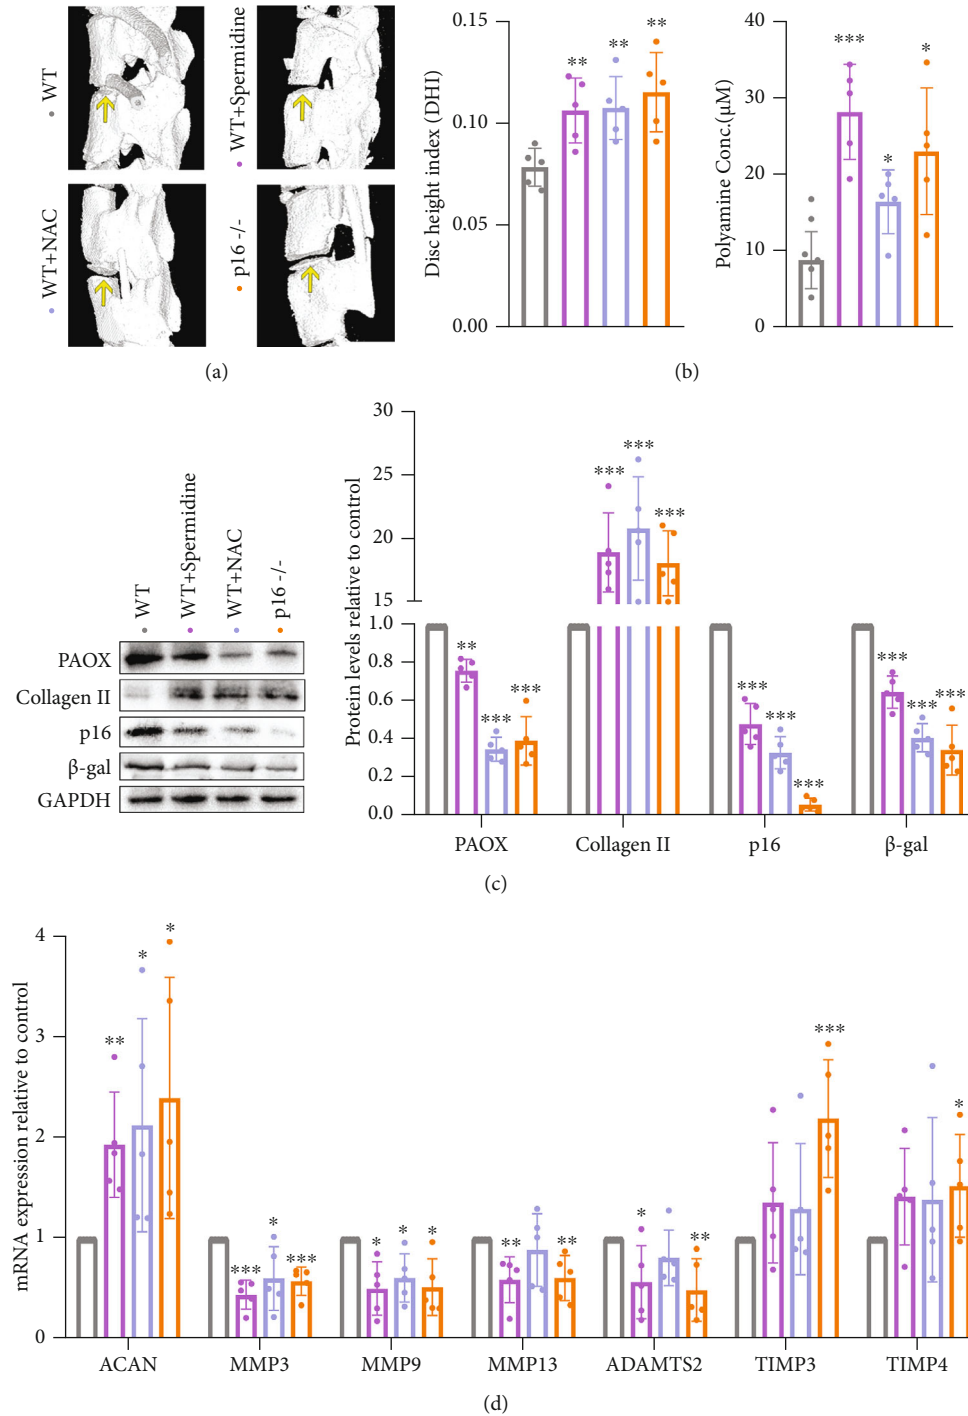 WT
WT+Spermidine
WT+NAC
p16 -/-
(a)
Disc height index (DHI)
0.15
0.10
0.05
0.00
**
**
**
Polyamine Conc.(μM)
40
30
20
10
0
***
*
*
(b)
WT
WT+Spermidine
WT+NAC
p16 -/-
PAOX
Collagen II
p16
β-gal
GAPDH
Protein levels relative to control
30
25
20
15
1.0
0.8
0.6
0.4
0.2
0.0
**
***
***
***
***
***
***
***
***
***
***
***
PAOX
Collagen II
p16
β-gal
(c)
mRNA expression relative to control
4
3
2
1
0
**
*
*
***
*
***
*
*
*
**
**
*
**
***
*
ACAN
MMP3
MMP9
MMP13
ADAMTS2
TIMP3
TIMP4
(d)